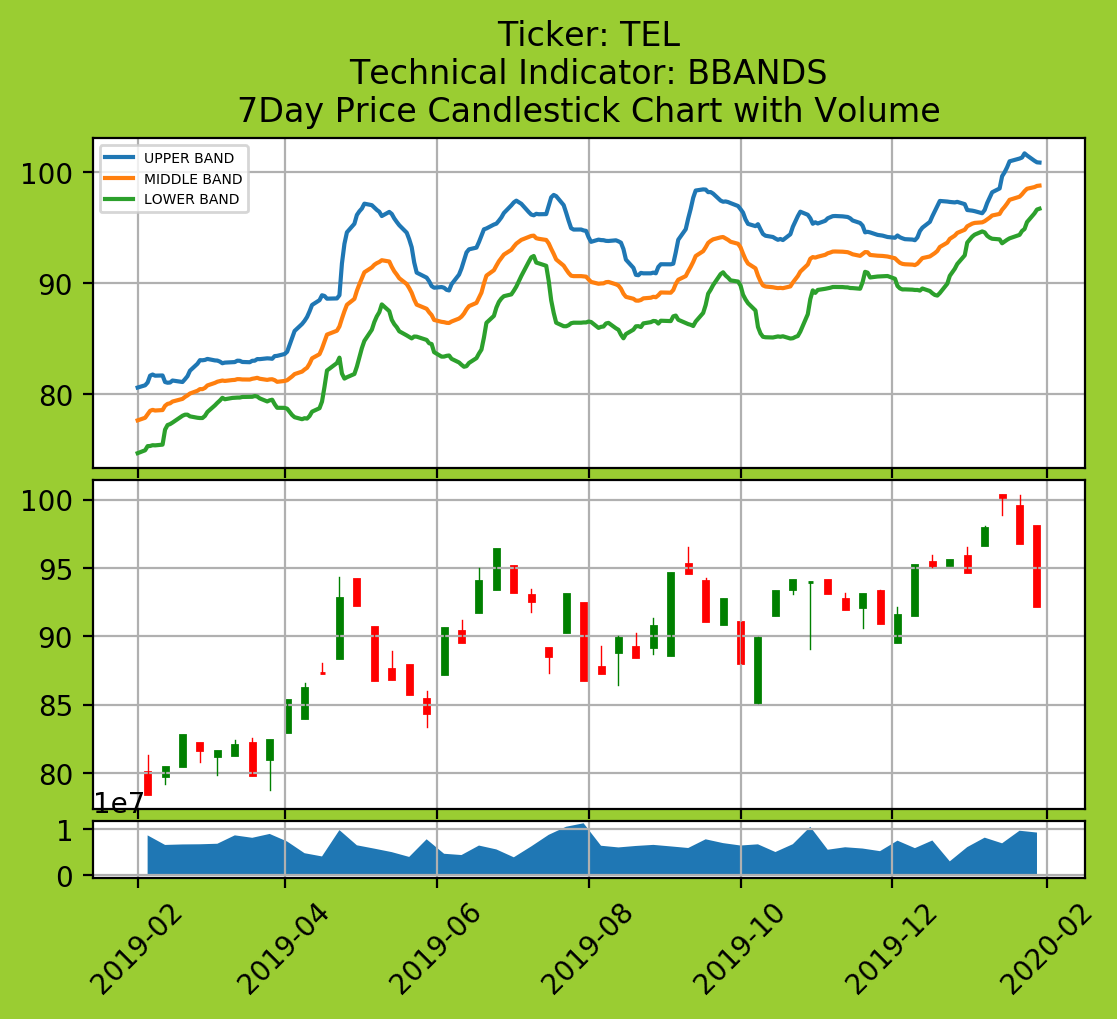 Ticker: TEL
Technical Indicator: BBANDS
7Day Price Candlestick Chart with Volume
UPPER BAND
MIDDLE BAND
LOWER BAND
100
90
80
100
95
90
85
80
1e7
1
0
2019-02
2019-04
2019-06
2019-08
2019-10
2019-12
2020-02